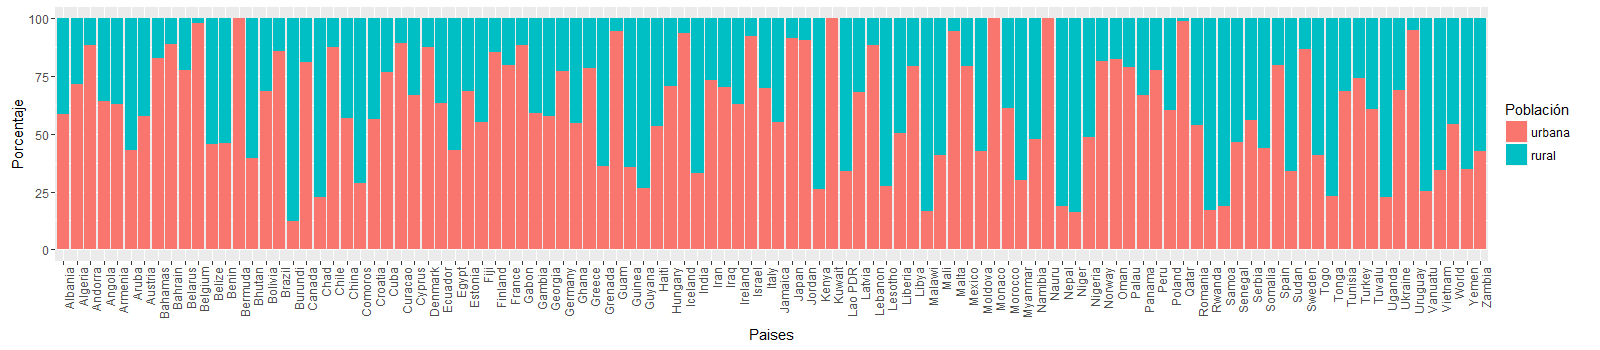 Porcentaje
100
75
50
25
0
Albania
Algeria
Andorra
Angola
Armenia
Aruba
Austria
Bahamas
Bahrain
Belarus
Belgium
Belize
Benin
Bermuda
Bhutan
Bolivia
Brazil
Burundi
Canada
Chad
Chile
China
Comoros
Croatia
Cuba
Curacao
Cyprus
Denmark
Ecuador
Egypt
Estonia
Fiji
Finland
France
Gabon
Gambia
Georgia
Germany
Ghana
Greece
Grenada
Guam
Guinea
Guyana
Haiti
Hungary
Iceland
India
Iran
Iraq
Ireland
Israel
Italy
Jamaica
Japan
Jordan
Kenya
Kuwait
Lao PDR
Latvia
Lebanon
Lesotho
Liberia
Libya
Malawi
Mali
Malta
Mexico
Moldova
Monaco
Morocco
Myanmar
Namibia
Nauru
Nepal
Niger
Nigeria
Norway
Oman
Palau
Panama
Peru
Poland
Qatar
Romania
Rwanda
Samoa
Senegal
Serbia
Somalia
Spain
Sudan
Sweden
Togo
Tonga
Tunisia
Turkey
Tuvalu
Uganda
Ukraine
Uruguay
Vanuatu
Vietnam
World
Yemen
Zambia
Paises
Población
urbana
rural